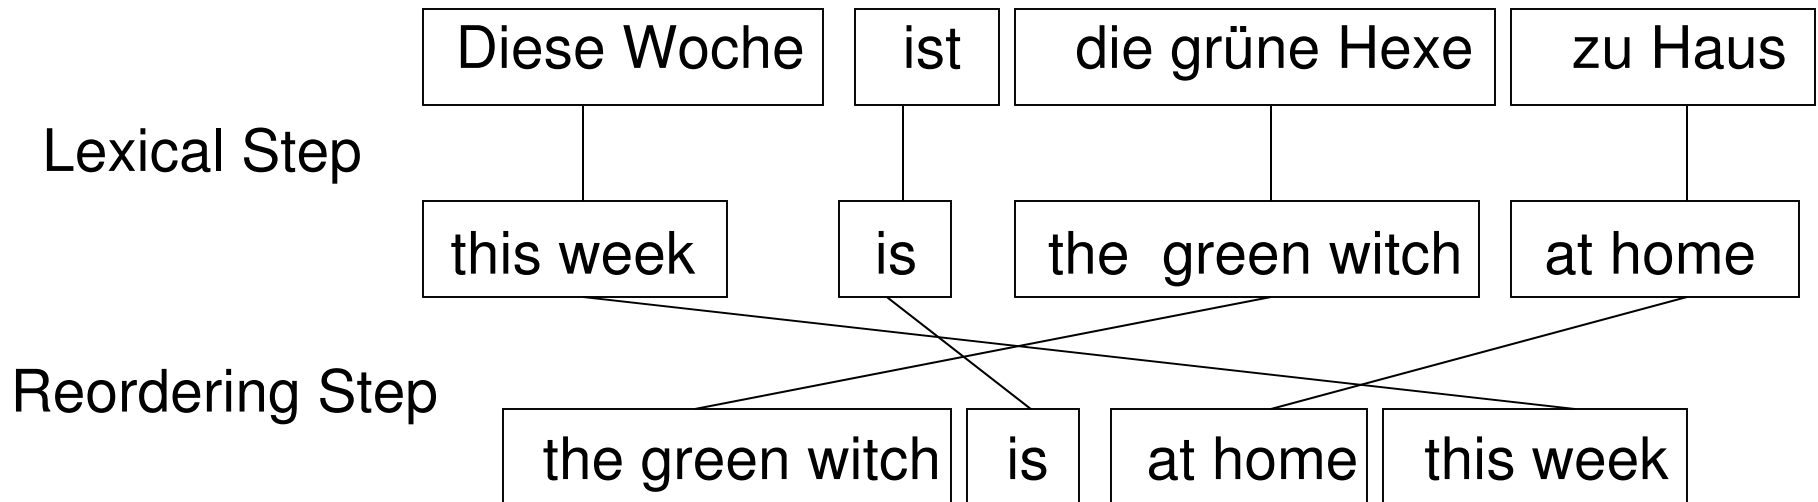 Diese Woche ist die grüne Hexe zu Haus
Lexical Step
this week is the green witch at home
Reordering Step
the green witch is at home this week